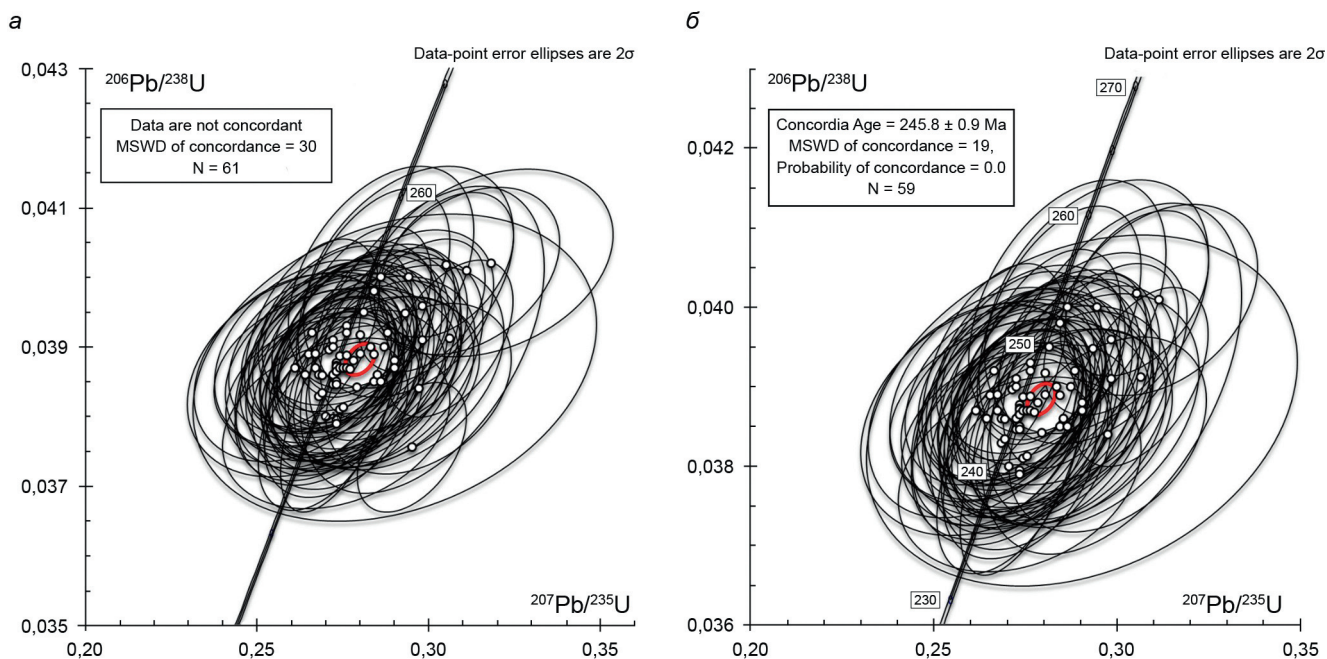 а
Data-point error ellipses are 2σ
0,043
²⁰⁶Pb/²³⁸U
Data are not concordant
MSWD of concordance = 30
N = 61
260
0,041
0,039
0,037
0,035
²⁰⁷Pb/²³⁵U
0,20
0,25
0,30
0,35
б
Data-point error ellipses are 2σ
²⁰⁶Pb/²³⁸U
270
Concordia Age = 245.8 ± 0.9 Ma
MSWD of concordance = 19,
Probability of concordance = 0.0
N = 59
0,042
260
0,040
250
0,038
240
230
0,036
²⁰⁷Pb/²³⁵U
0,20
0,25
0,30
0,35